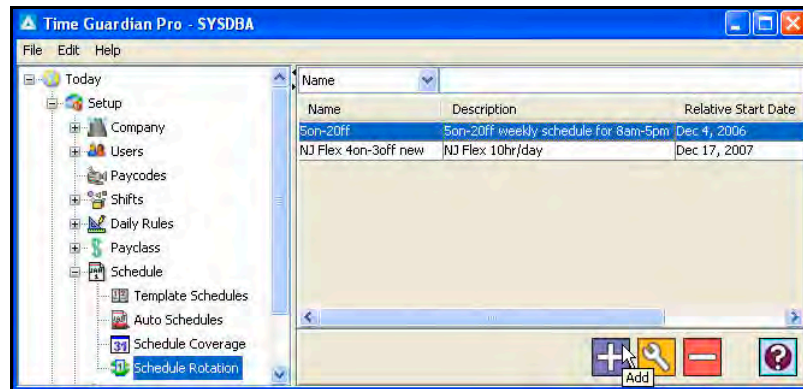 Time Guardian Pro - SYSDBA
File Edit Help
Today
Setup
Company
Users
Paycodes
Shifts
Daily Rules
Payclass
Schedule
Template Schedules
Auto Schedules
Schedule Coverage
Schedule Rotation
Name
Name Description Relative Start Date
5on-20ff 5on-20ff weekly schedule for 8am-5pm Dec 4, 2006
NJ Flex 4on-3off new NJ Flex 10hr/day Dec 17, 2007
Add